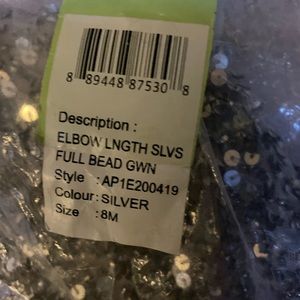 8 89448 87530 8
Description :
ELBOW LNGTH SLVS
FULL BEAD GWN
Style : AP1E200419
Colour : SILVER
Size : 8M